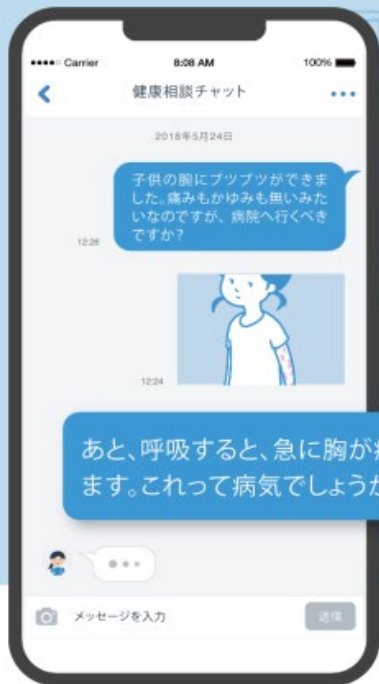 Carrier 8:08 AM 100%
健康相談チャット
2018年5月24日
子供の腕にブツブツができま
した。痛みもかゆみも無いみた
いなのですが、病院へ行くべき
ですか?
12:26
12:24
あと、呼吸すると、急に胸が
ます。これって病気でしょうか
メッセージを入力
送信